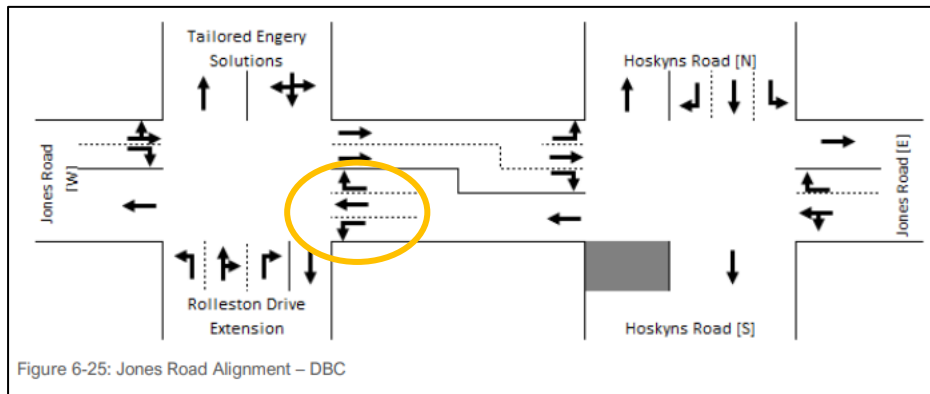 Tailored Engery
Solutions
Hoskyns Road [N]
Jones Road
[W]
Jones Road [E]
Rolleston Drive
Extension
Hoskyns Road [S]
Figure 6-25: Jones Road Alignment – DBC